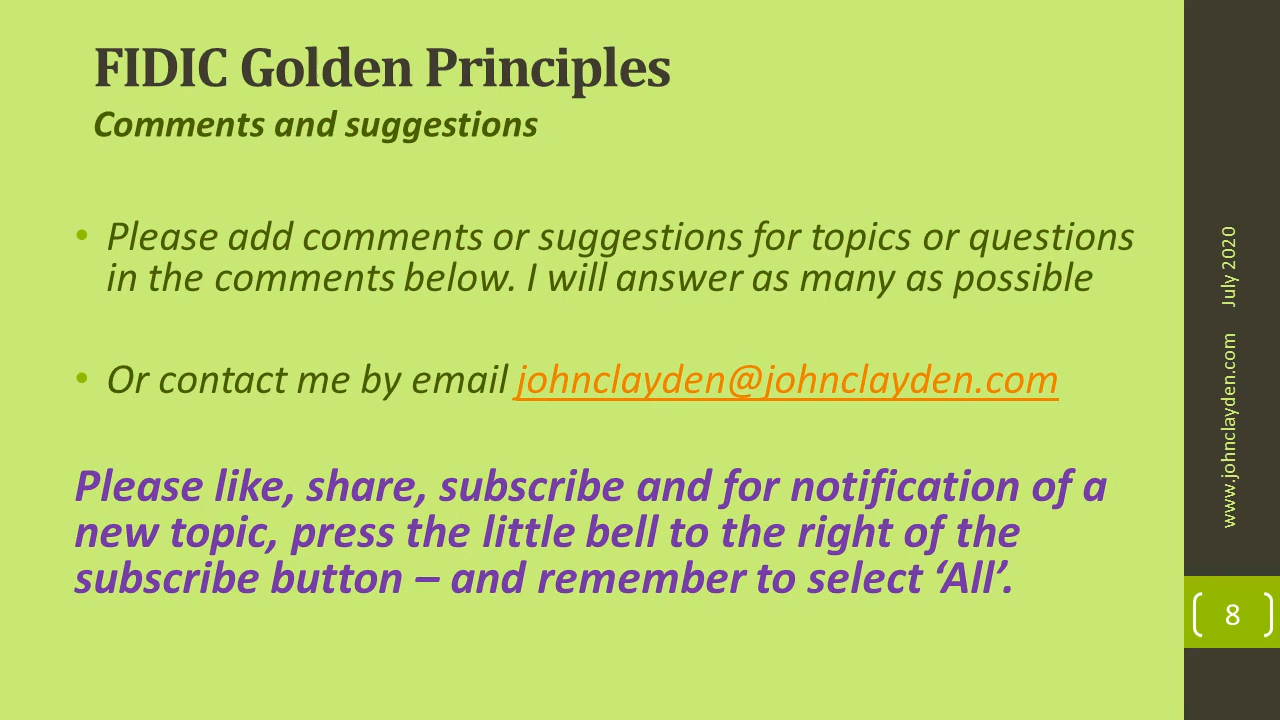 FIDIC Golden Principles
Comments and suggestions
• Please add comments or suggestions for topics or questions
in the comments below. I will answer as many as possible
• Or contact me by email johnclayden@johnclayden.com
Please like, share, subscribe and for notification of a
new topic, press the little bell to the right of the
subscribe button – and remember to select ‘All’.
www.johnclayden.com July 2020
8